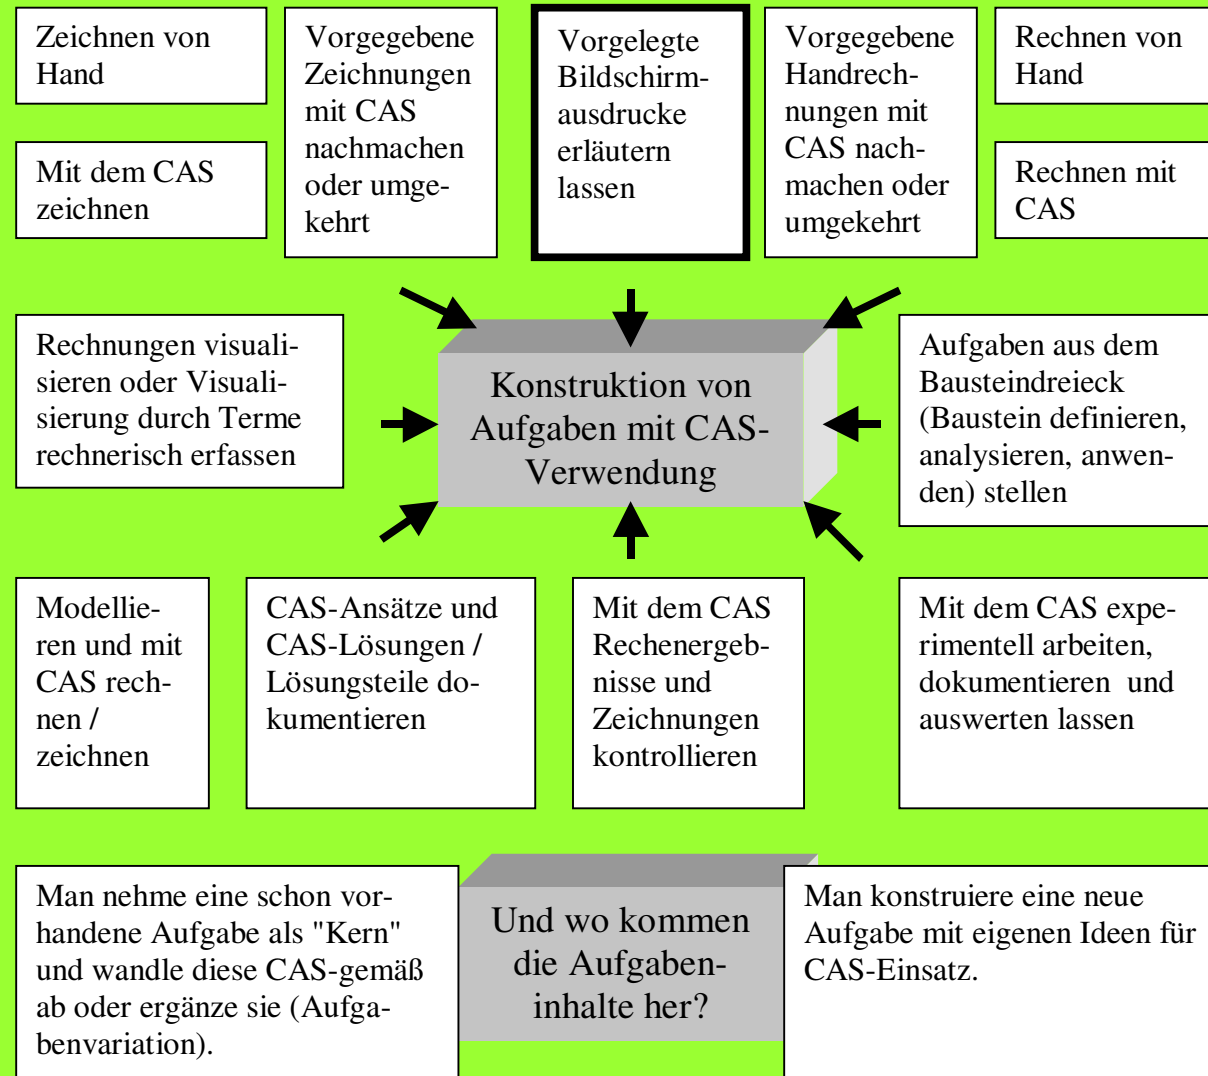 Zeichnen von
Hand
Mit dem CAS
zeichnen
Vorgegebene
Zeichnungen
mit CAS
nachmachen
oder umge-
kehrt
Vorgelegte
Bildschirm-
ausdrucke
erläutern
lassen
Vorgegebene
Handrech-
nungen mit
CAS nach-
machen oder
umgekehrt
Rechnen von
Hand
Rechnen mit
CAS
Rechnungen visuali-
sieren oder Visuali-
sierung durch Terme
rechnerisch erfassen
Konstruktion von
Aufgaben mit CAS-
Verwendung
Aufgaben aus dem
Bausteindreieck
(Baustein definieren,
analysieren, anwen-
den) stellen
Modellie-
ren und mit
CAS rech-
nen /
zeichnen
CAS-Ansätze und
CAS-Lösungen /
Lösungsteile do-
kumentieren
Mit dem CAS
Rechenergeb-
nisse und
Zeichnungen
kontrollieren
Mit dem CAS expe-
rimentell arbeiten,
dokumentieren und
auswerten lassen
Man nehme eine schon vor-
handene Aufgabe als "Kern"
und wandle diese CAS-gemäß
ab oder ergänze sie (Aufga-
benvariation).
Und wo kommen
die Aufgaben-
inhalte her?
Man konstruiere eine neue
Aufgabe mit eigenen Ideen für
CAS-Einsatz.